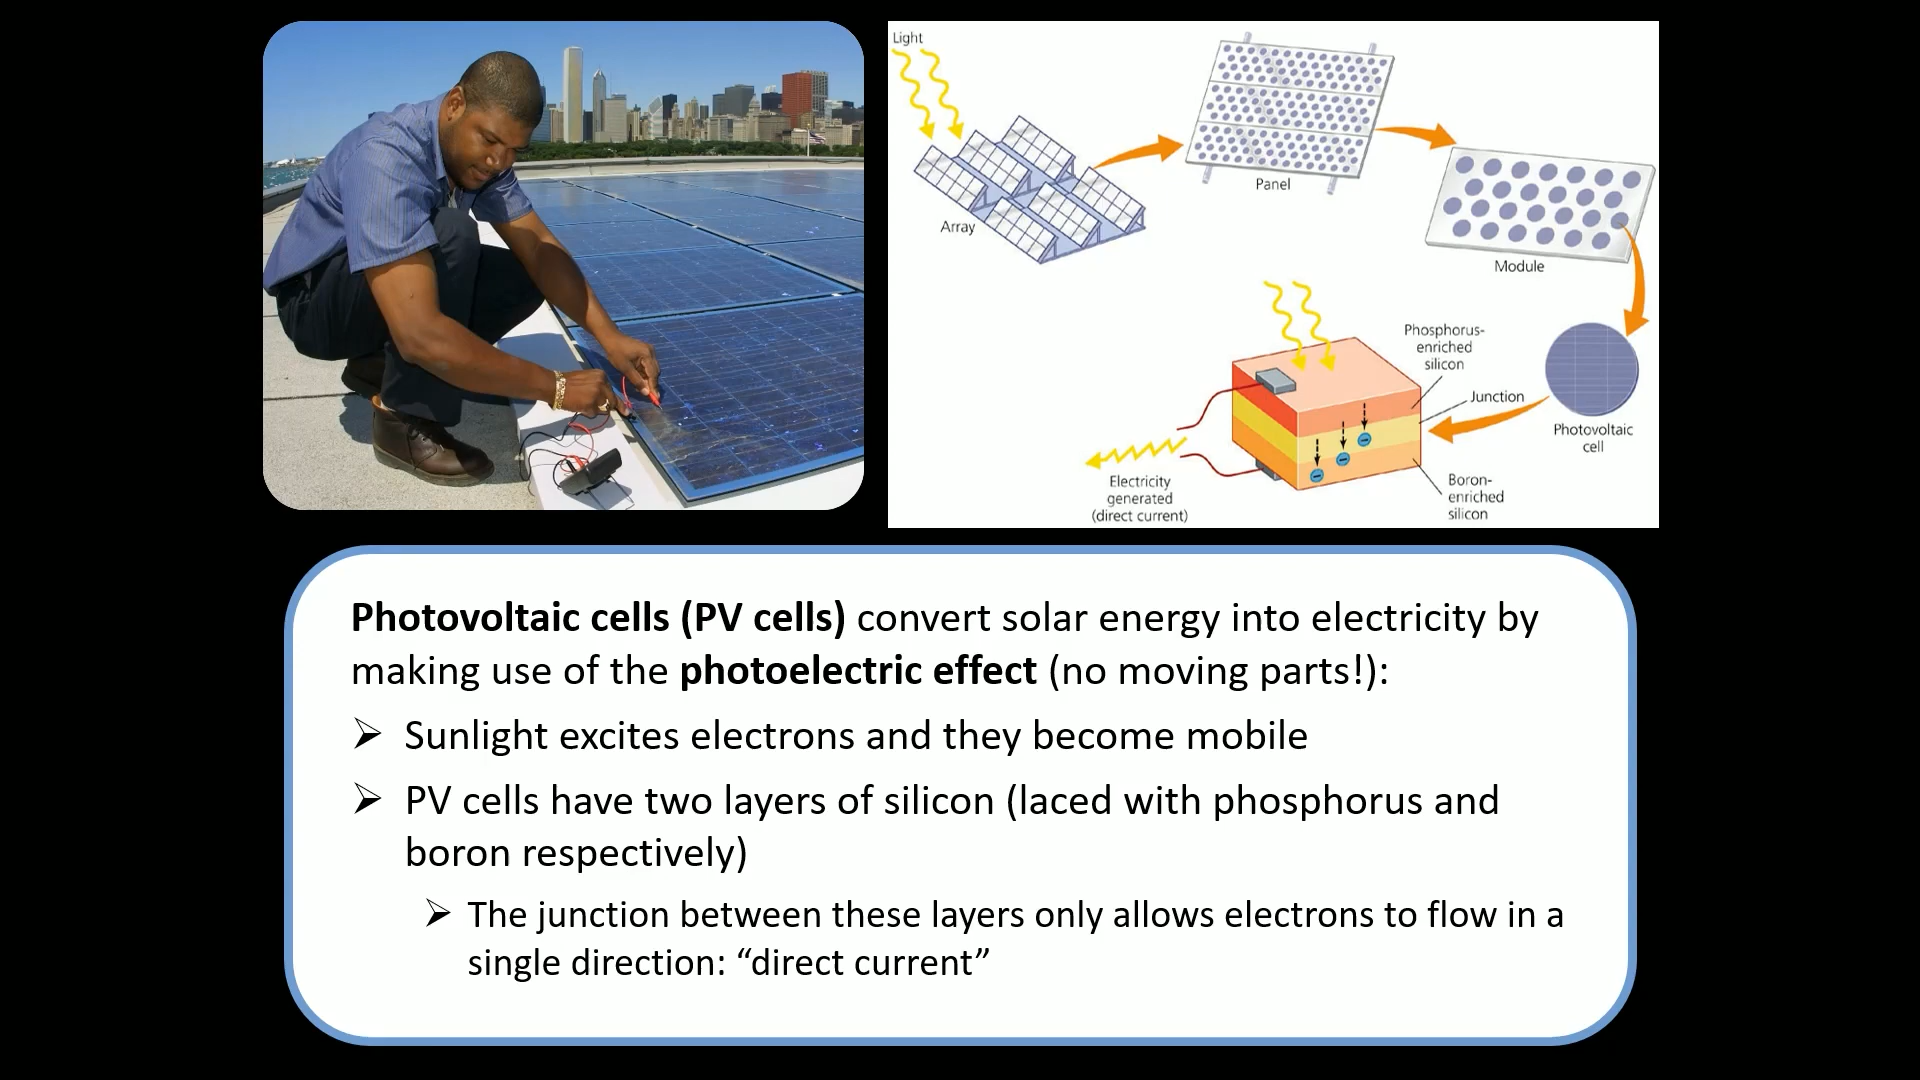 Light
Array
Panel
Module
Phosphorus-
enriched
silicon
Junction
Photovoltaic
cell
Boron-
enriched
silicon
Electricity
generated
(direct current)
Photovoltaic cells (PV cells) convert solar energy into electricity by
making use of the photoelectric effect (no moving parts!):
➢ Sunlight excites electrons and they become mobile
➢ PV cells have two layers of silicon (laced with phosphorus and
boron respectively)
➢ The junction between these layers only allows electrons to flow in a
single direction: “direct current”